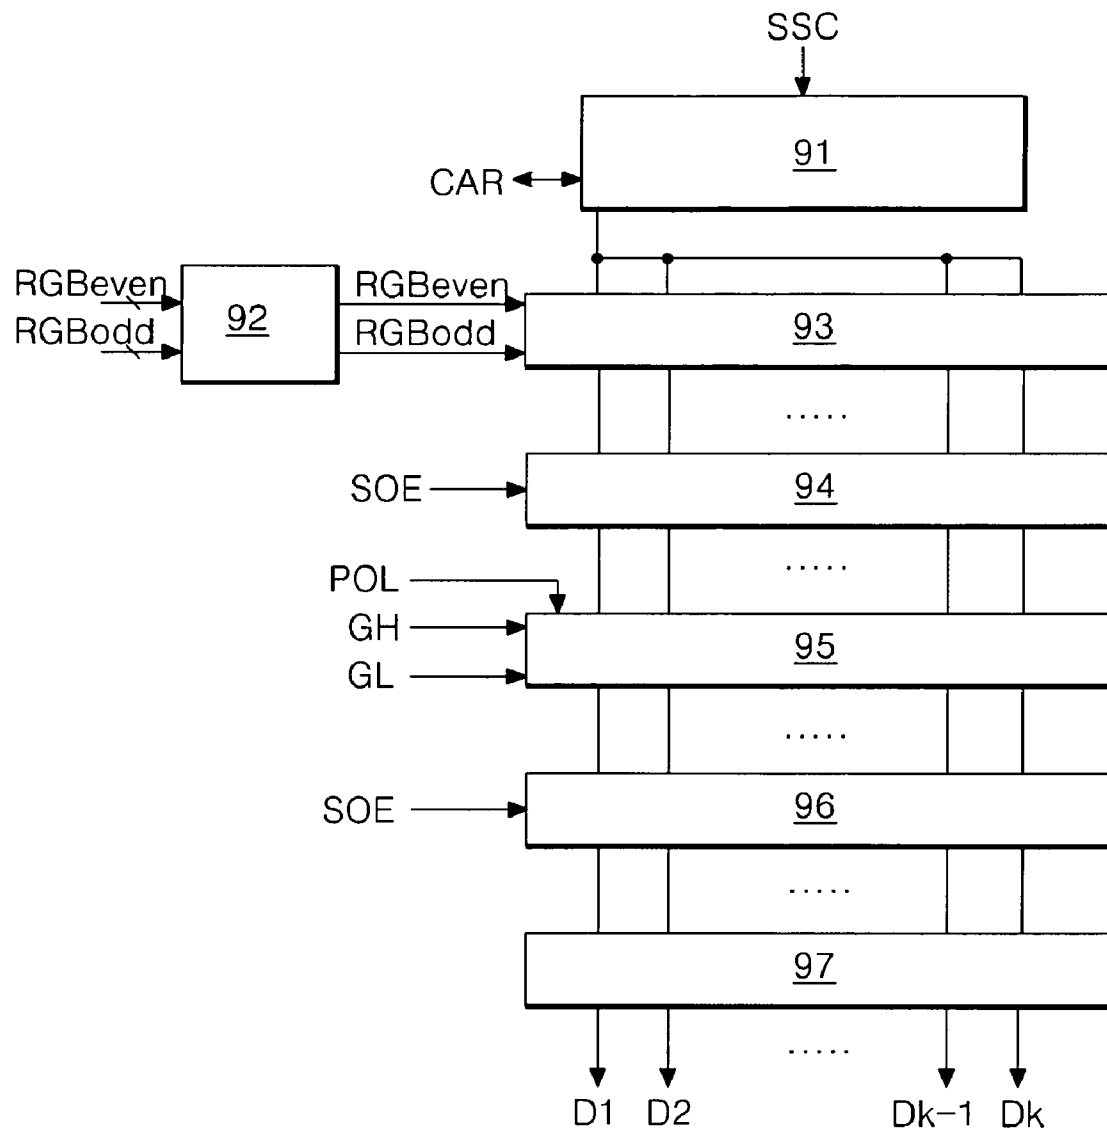 SSC
91
CAR
RGBeven
RGBodd
92
RGBeven
RGBodd
93
.....
SOE
94
.....
POL
GH
GL
95
.....
SOE
96
.....
97
.....
D1 D2 Dk-1 Dk